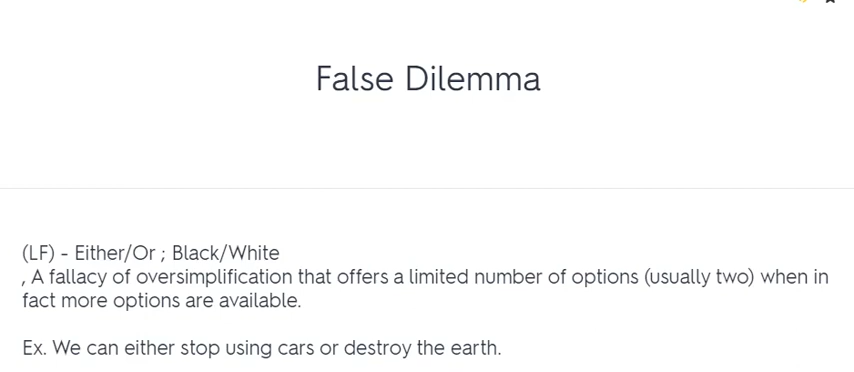 False Dilemma
(LF) - Either/Or ; Black/White
, A fallacy of oversimplification that offers a limited number of options (usually two) when in
fact more options are available.
Ex. We can either stop using cars or destroy the earth.